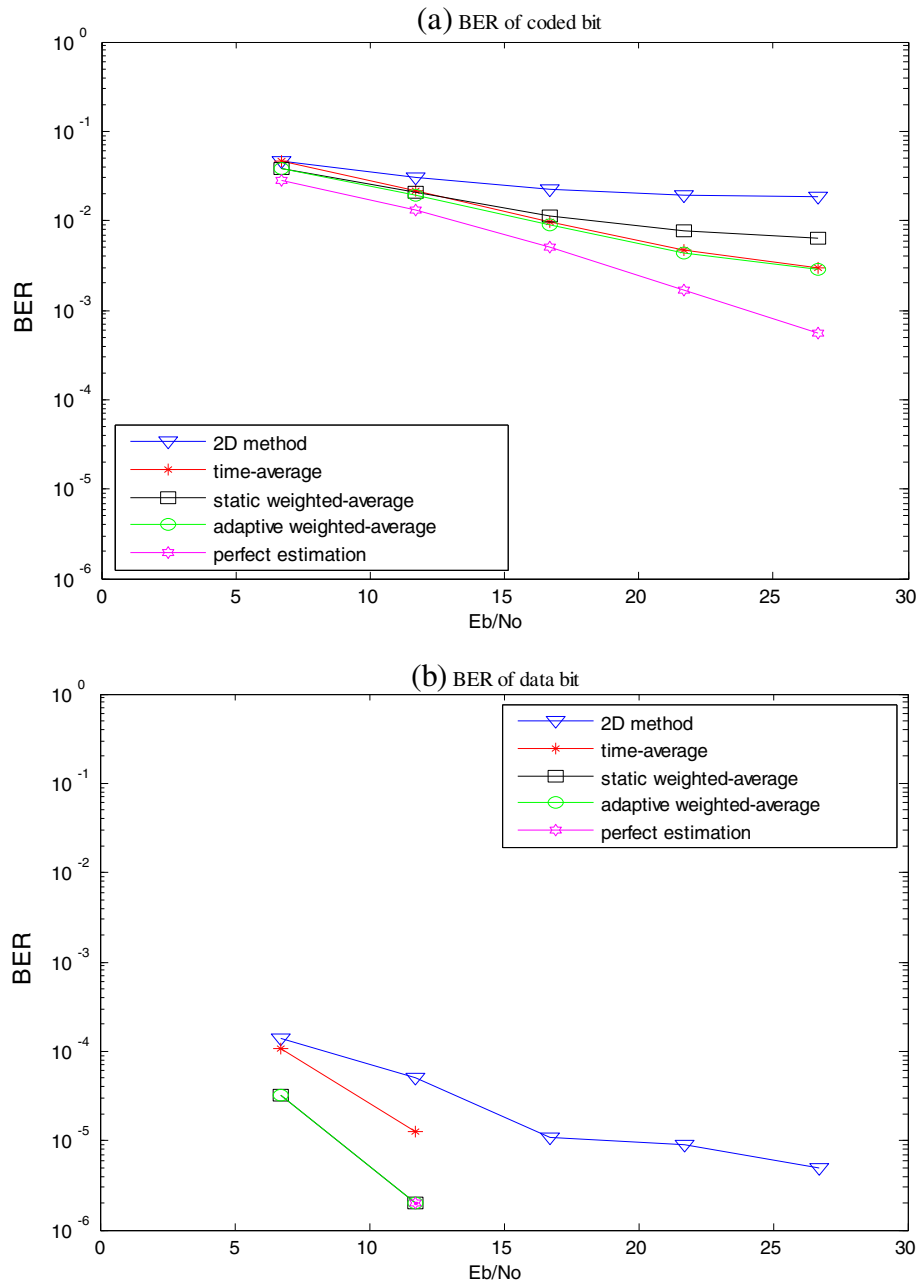 (a) BER of coded bit
10^0
10^-1
10^-2
10^-3
10^-4
10^-5
10^-6
BER
2D method
time-average
static weighted-average
adaptive weighted-average
perfect estimation
0 5 10 15 20 25 30
Eb/No
(b) BER of data bit
10^0
10^-1
10^-2
10^-3
10^-4
10^-5
10^-6
BER
2D method
time-average
static weighted-average
adaptive weighted-average
perfect estimation
0 5 10 15 20 25 30
Eb/No